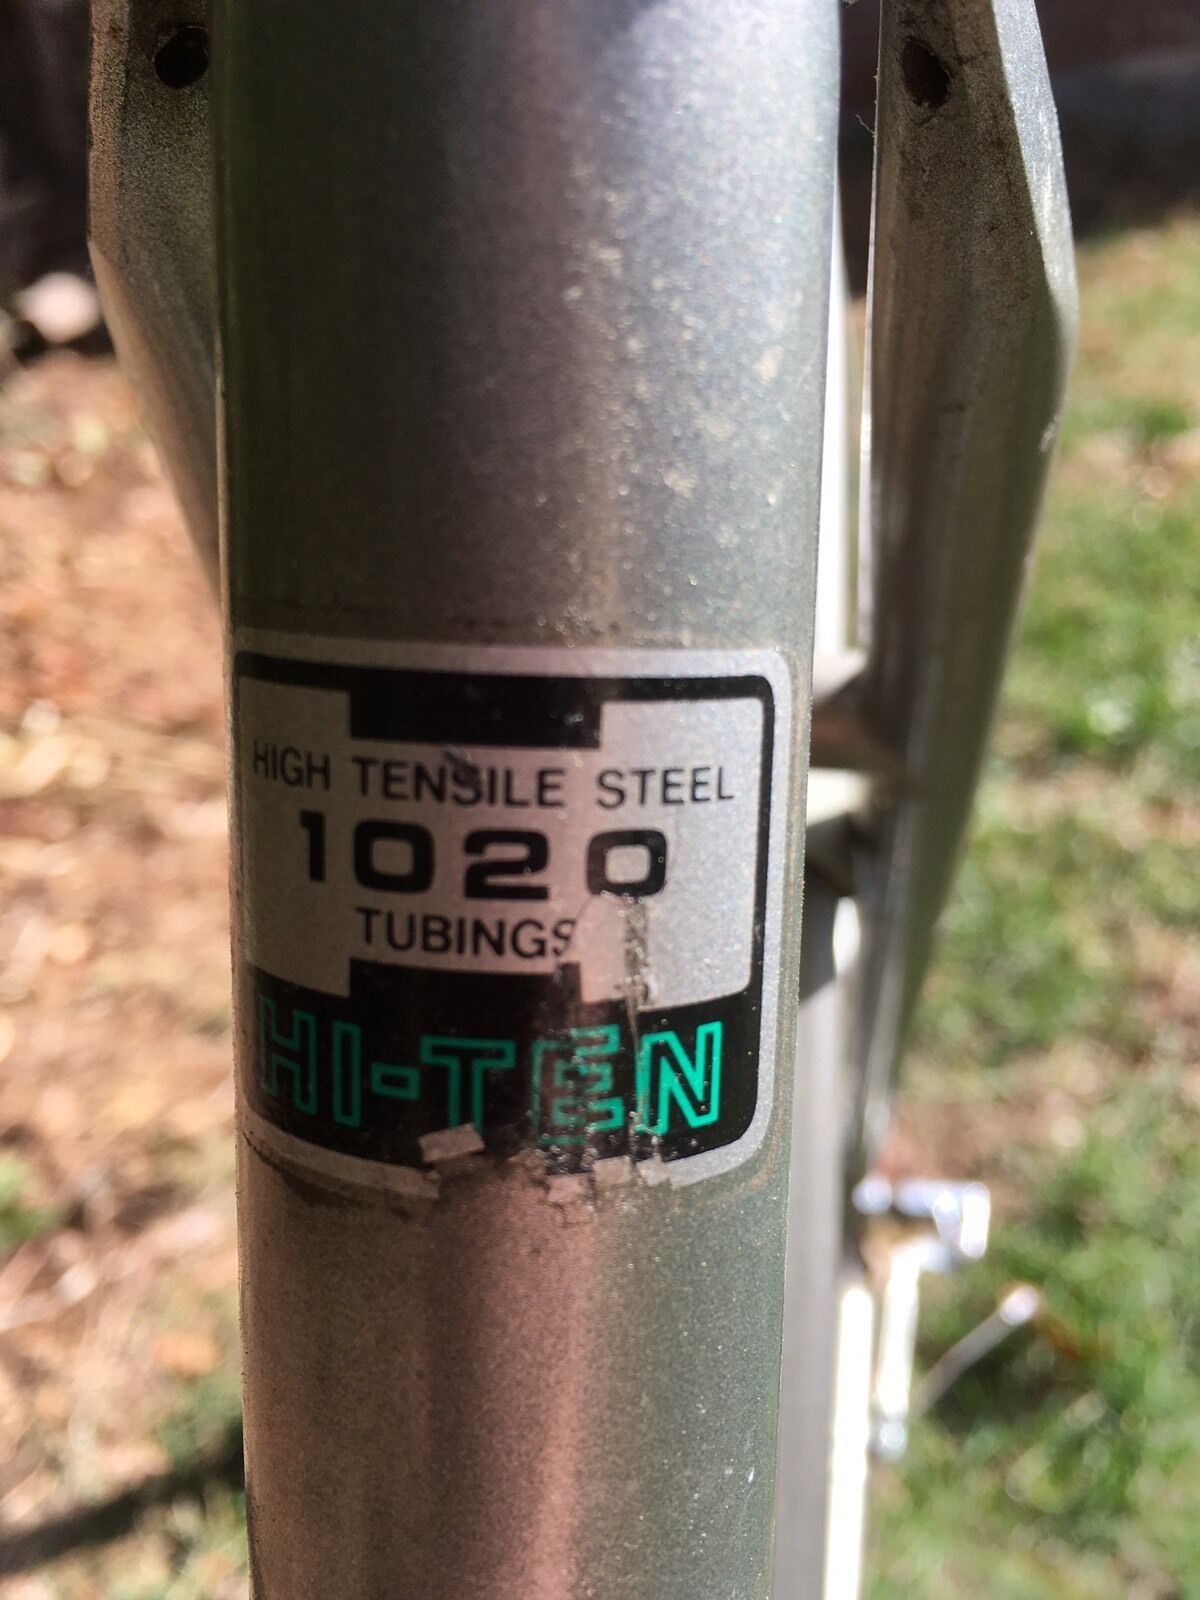 HIGH TENSILE STEEL
1020
TUBINGS
HI-TEN